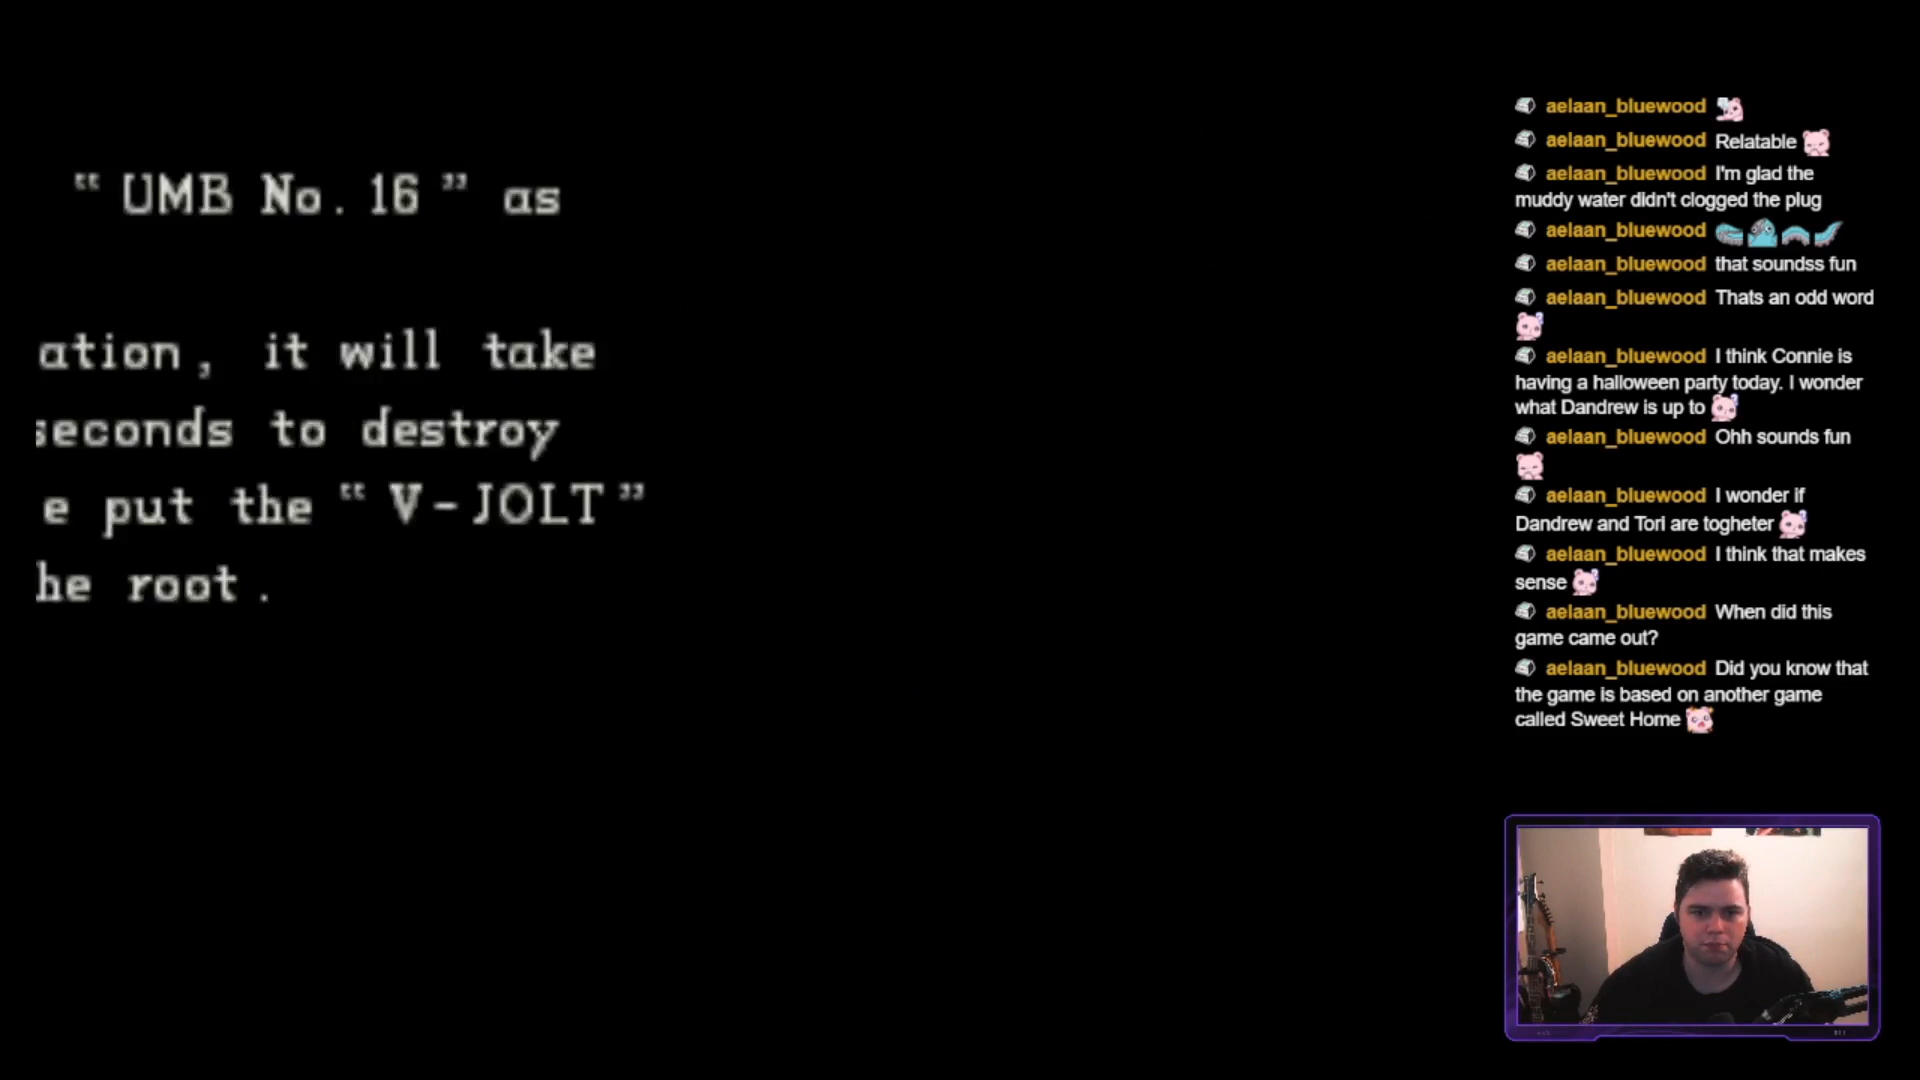 “ UMB No. 16 ” as
ation, it will take
seconds to destroy
e put the “ V-JOLT ”
he root.
aelaan_bluewood
aelaan_bluewood Relatable
aelaan_bluewood I'm glad the
muddy water didn't clogged the plug
aelaan_bluewood
aelaan_bluewood that soundss fun
aelaan_bluewood Thats an odd word
aelaan_bluewood I think Connie is
having a halloween party today. I wonder
what Dandrew is up to
aelaan_bluewood Ohh sounds fun
aelaan_bluewood I wonder if
Dandrew and Tori are togheter
aelaan_bluewood I think that makes
sense
aelaan_bluewood When did this
game came out?
aelaan_bluewood Did you know that
the game is based on another game
called Sweet Home